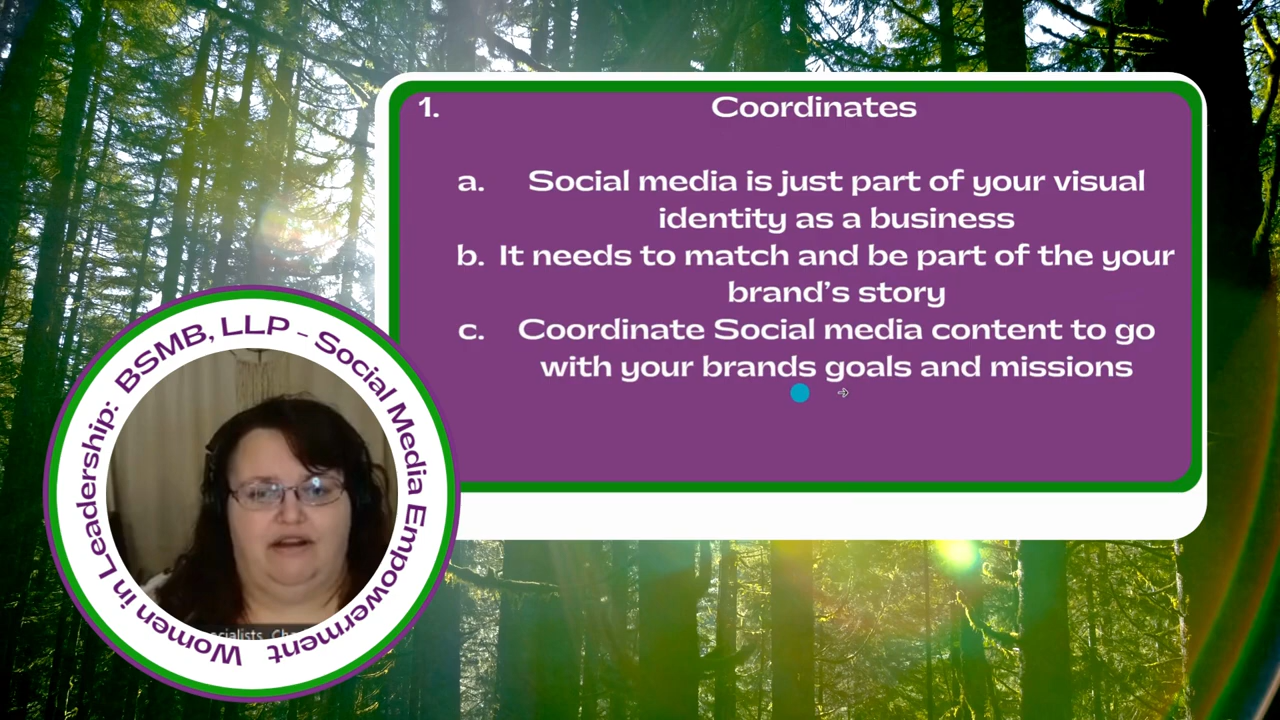 1. Coordinates
a. Social media is just part of your visual
identity as a business
b. It needs to match and be part of the your
brand's story
c. Coordinate Social media content to go
with your brands goals and missions
Women in Leadership: BSMB, LLP - Social Media Empowerment